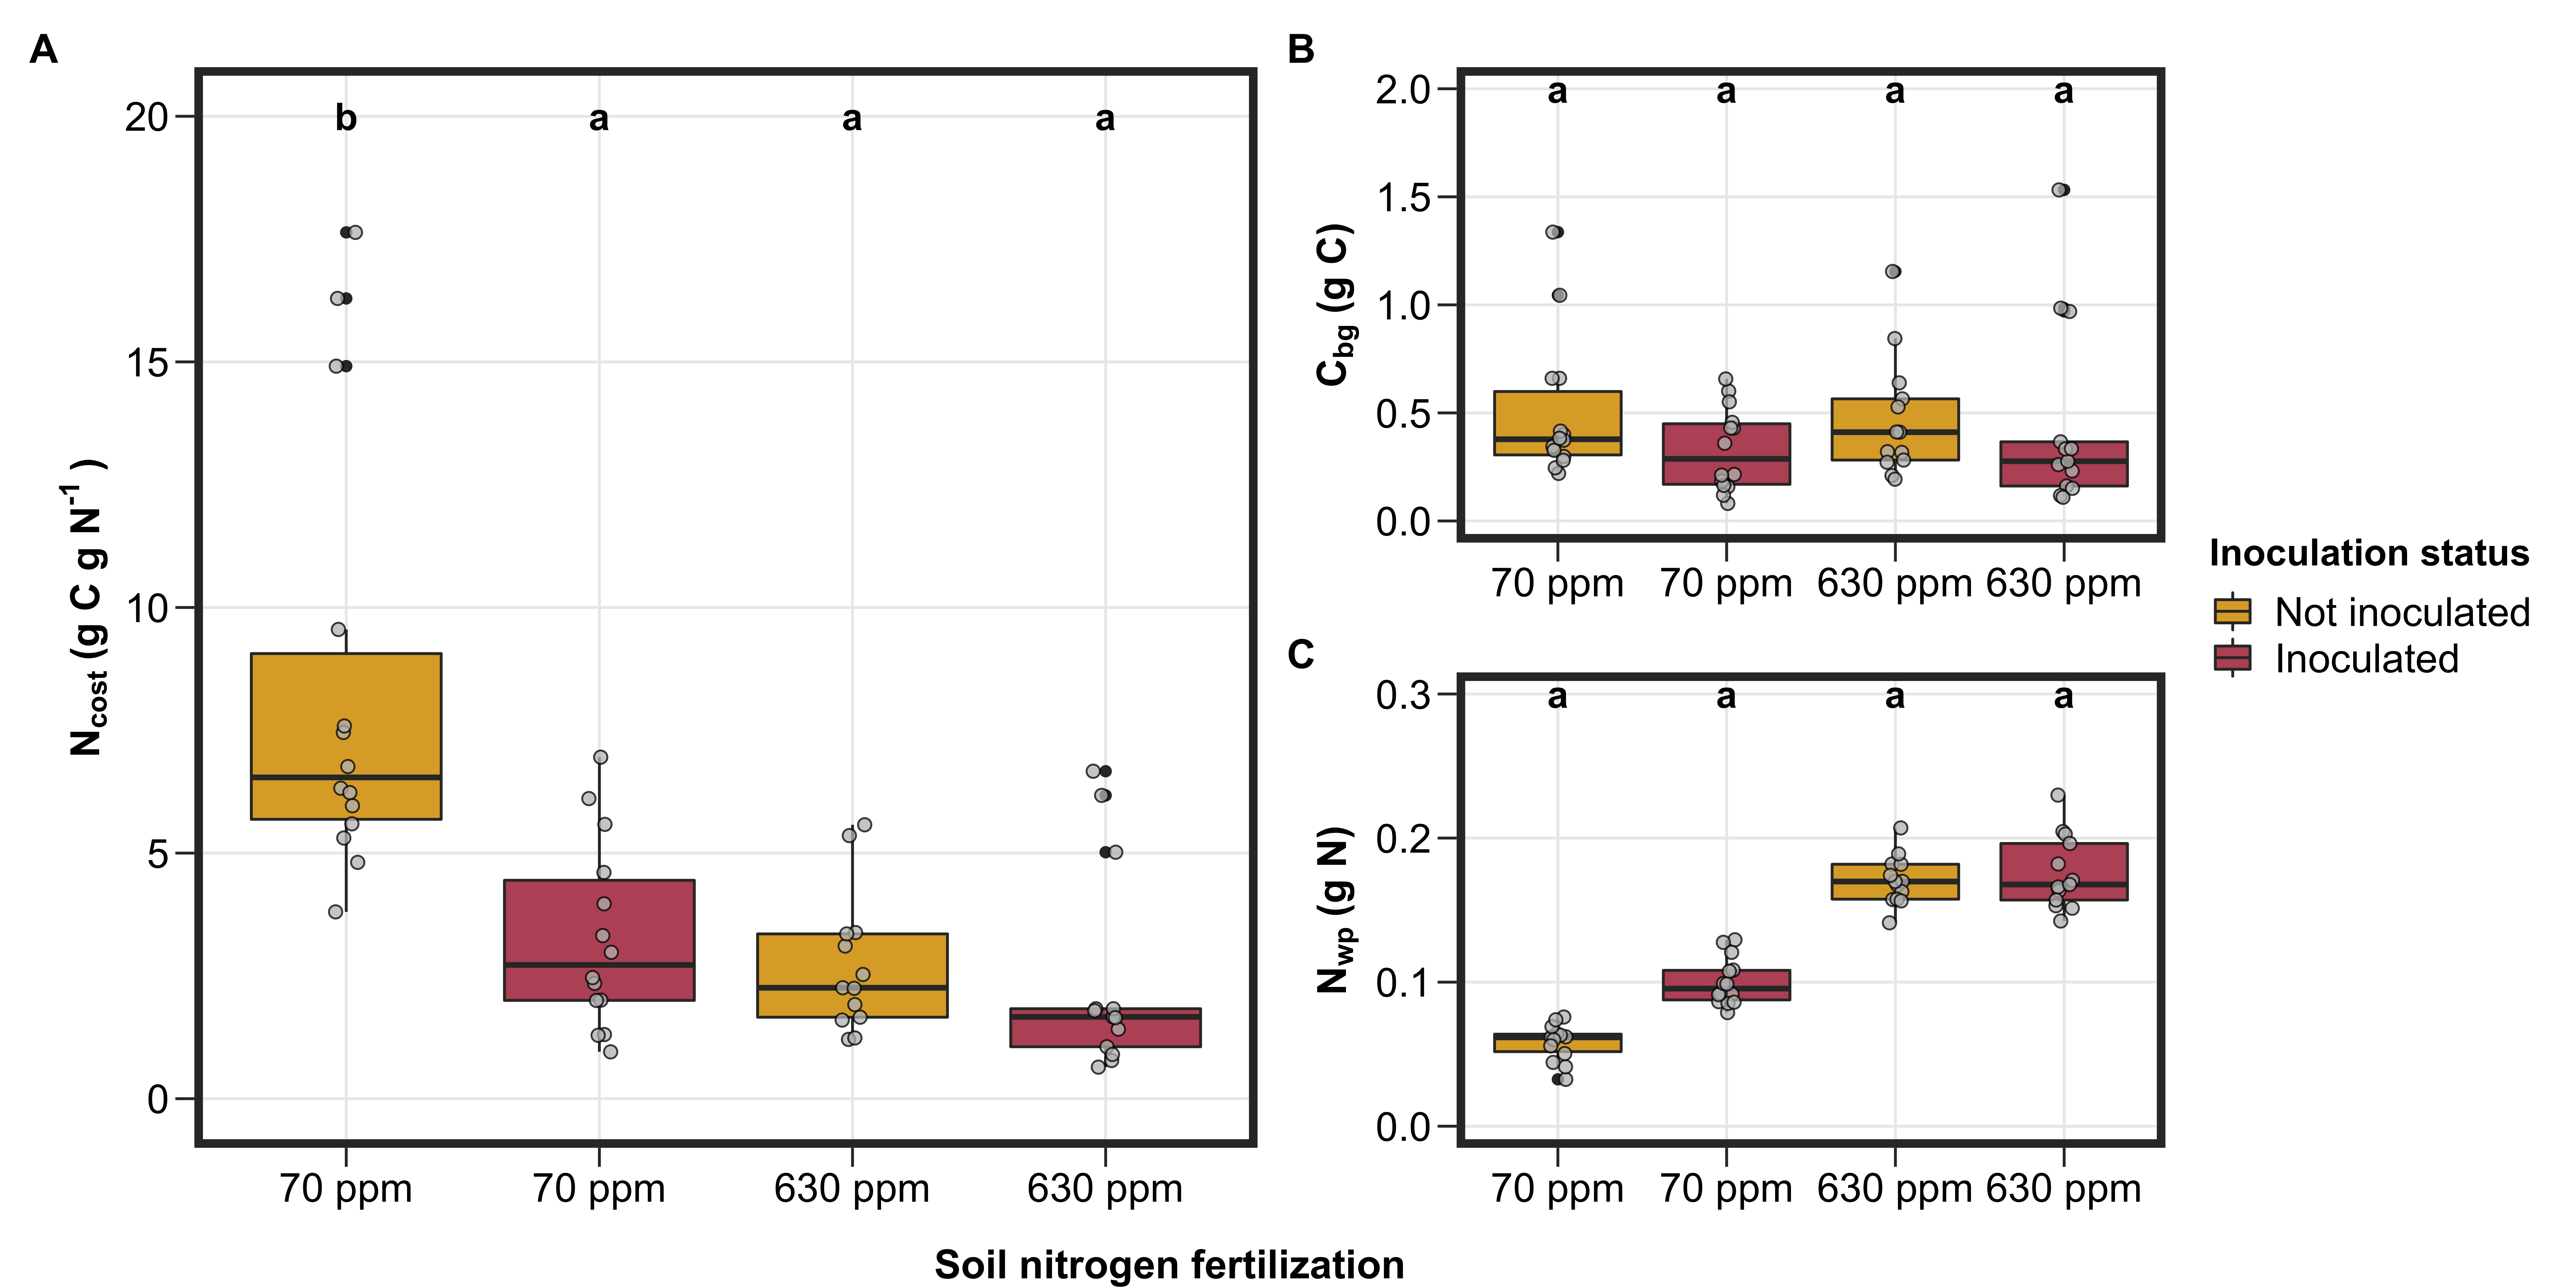 A
20
15
10
5
0
Ncost (g C g N-1)
b a a a
70 ppm 70 ppm 630 ppm 630 ppm
B
2.0
1.5
1.0
0.5
0.0
Cbg (g C)
a a a a
70 ppm 70 ppm 630 ppm 630 ppm
C
0.3
0.2
0.1
0.0
Nwp (g N)
a a a a
70 ppm 70 ppm 630 ppm 630 ppm
Soil nitrogen fertilization
Inoculation status
Not inoculated
Inoculated